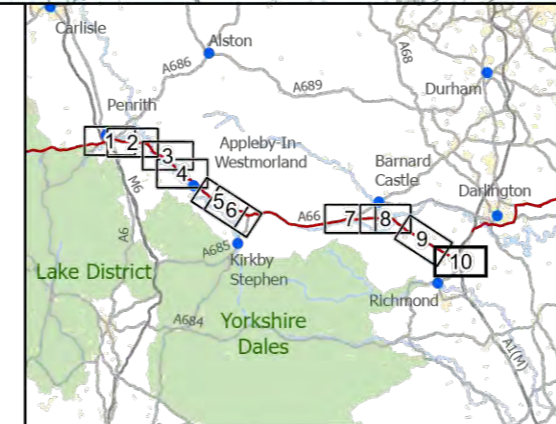 Carlisle
Alston
A68
A686
A689
Durham
Penrith
1
2
3
4
Appleby-In-
Westmorland
Barnard
Castle
Darlington
M6
5
6
A66
7
8
9
10
A6
A685
Kirkby
Stephen
Lake District
Richmond
A684
Yorkshire
Dales
A1(M)